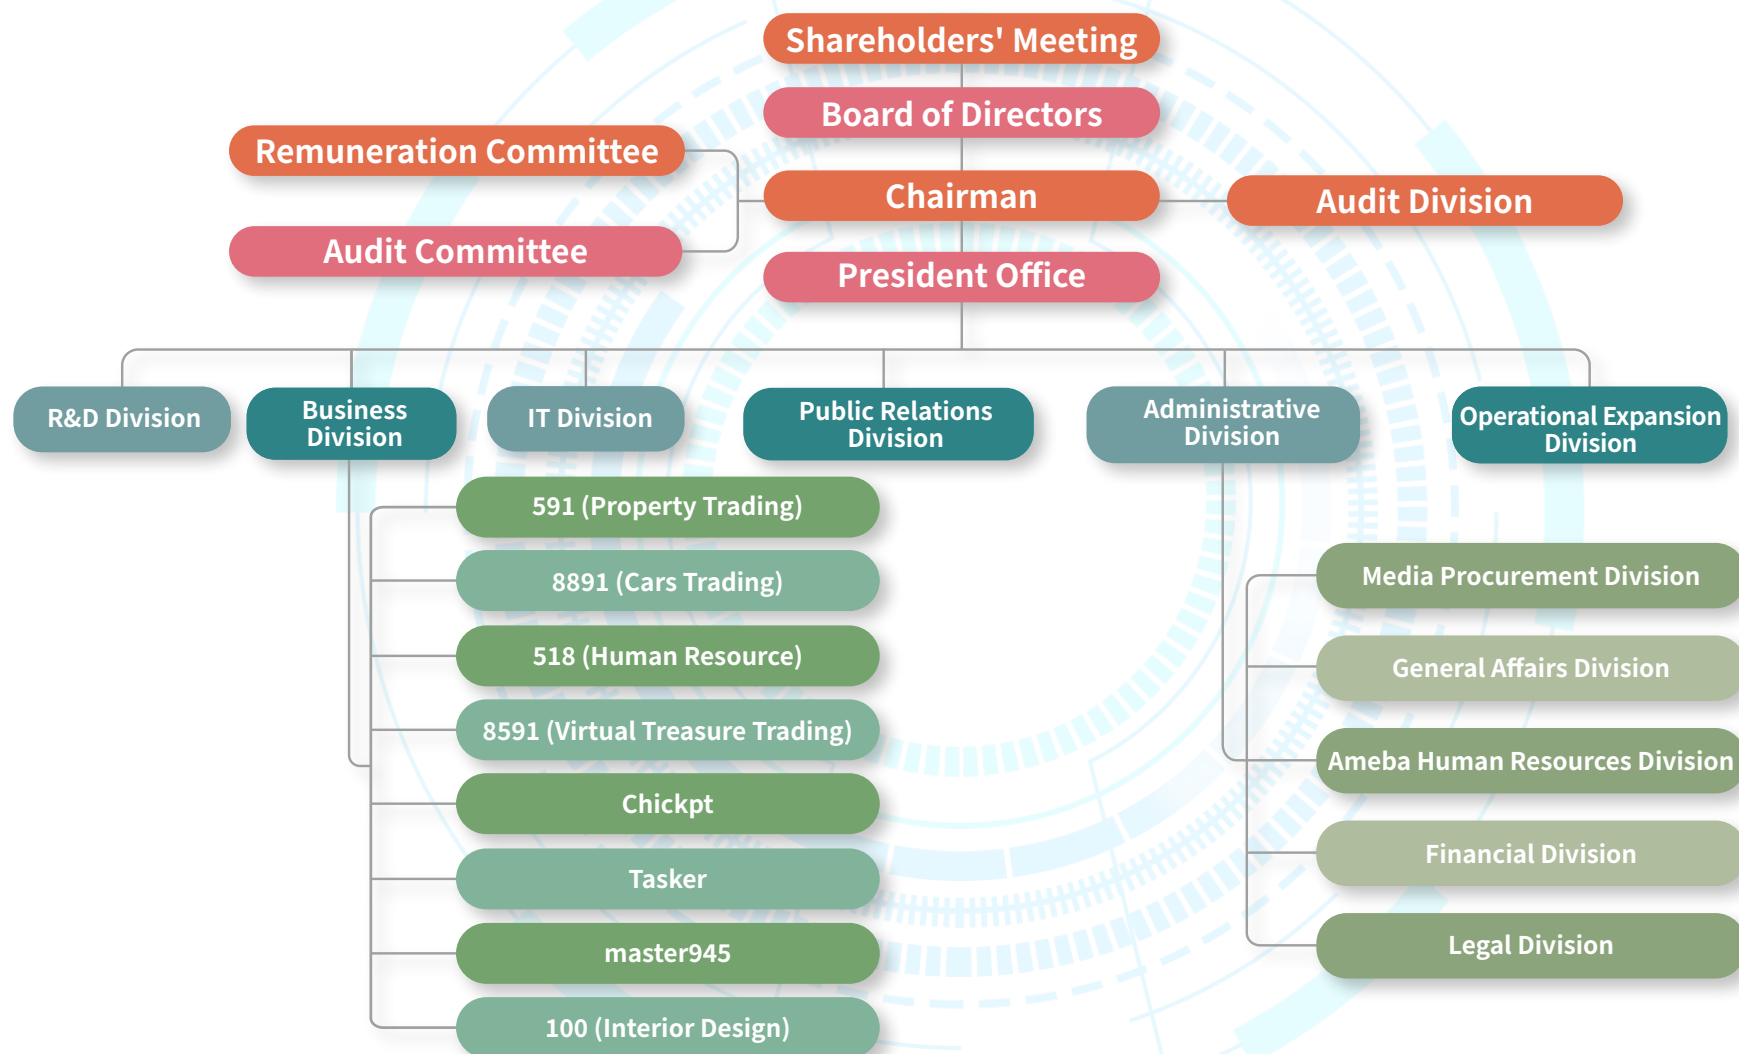 Shareholders' Meeting
Board of Directors
Remuneration Committee
Chairman
Audit Division
Audit Committee
President Office
R&D Division
Business
Division
IT Division
Public Relations
Division
Administrative
Division
Operational Expansion
Division
591 (Property Trading)
8891 (Cars Trading)
518 (Human Resource)
8591 (Virtual Treasure Trading)
Chickpt
Tasker
master945
100 (Interior Design)
Media Procurement Division
General Affairs Division
Ameba Human Resources Division
Financial Division
Legal Division